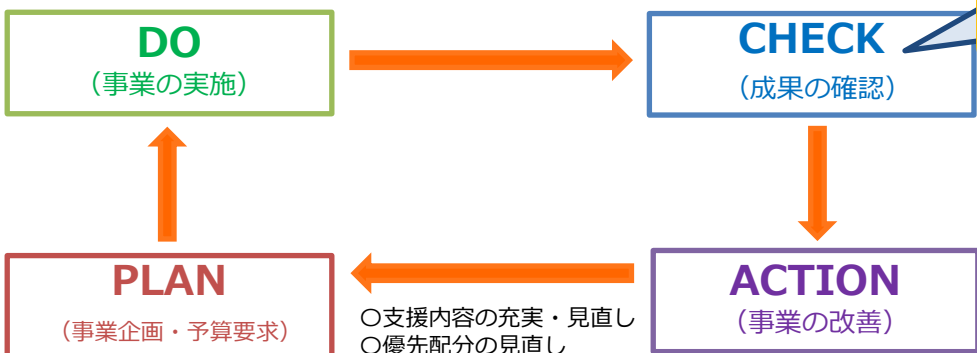 DO
（事業の実施）
CHECK
（成果の確認）
PLAN
（事業企画・予算要求）
ACTION
（事業の改善）
〇支援内容の充実・見直し
〇優先配分の見直し